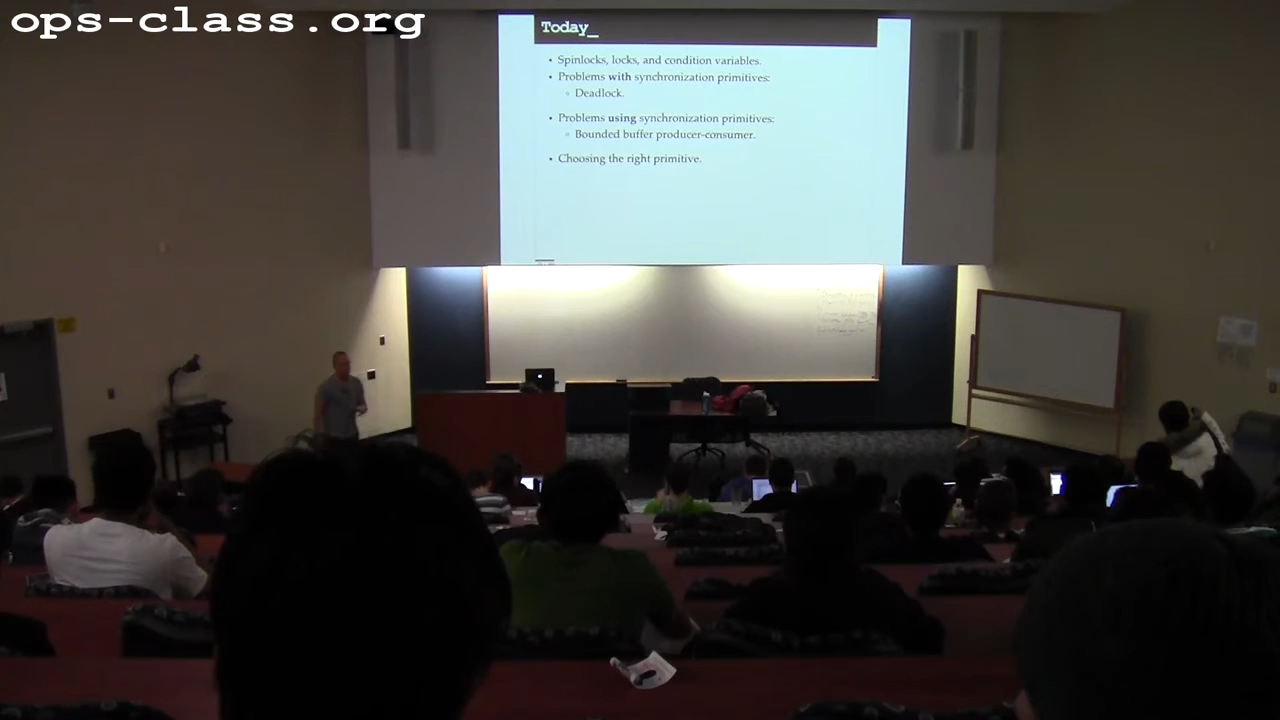 ops-class.org
Today_
• Spinlocks, locks, and condition variables.
• Problems with synchronization primitives:
◦ Deadlock.
• Problems using synchronization primitives:
◦ Bounded buffer producer-consumer.
• Choosing the right primitive.